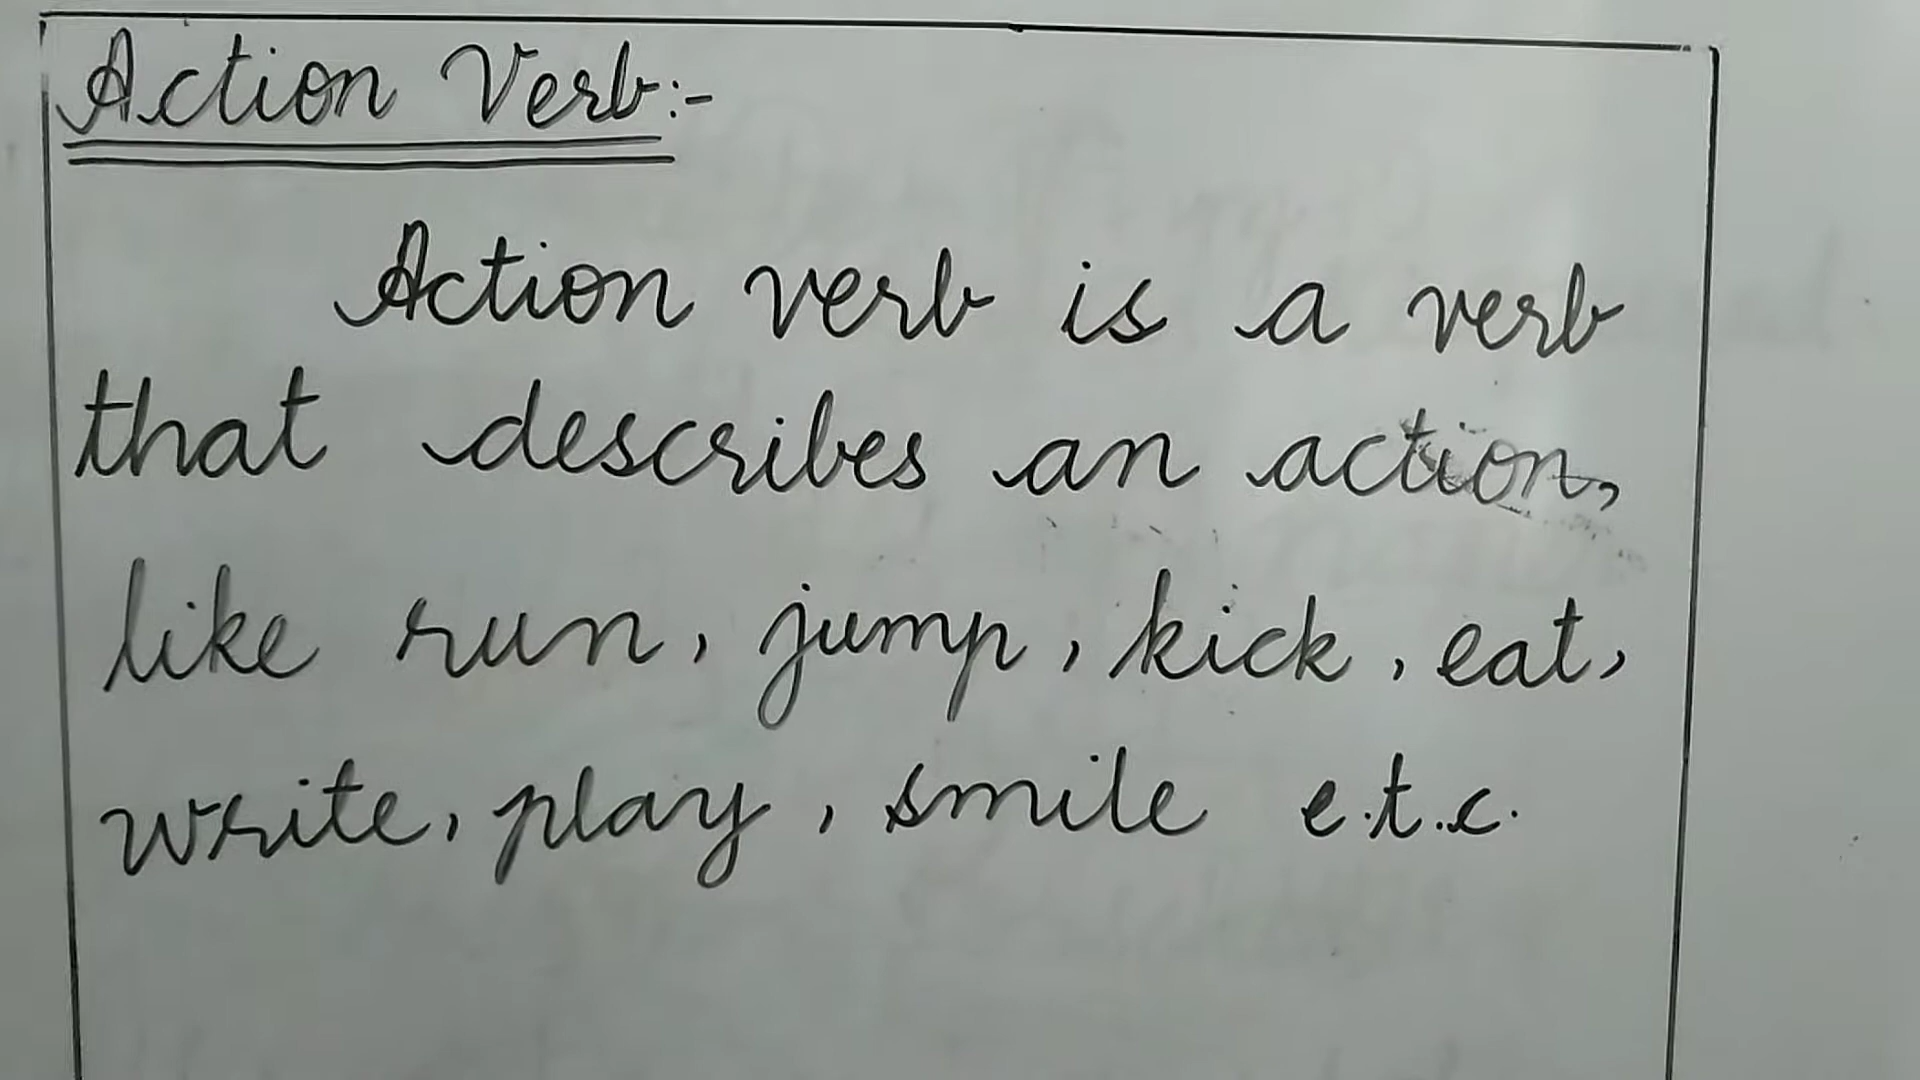 Action Verb:-
Action verb is a verb
that describes an action,
like run, jump, kick, eat,
write, play, smile e.t.c.